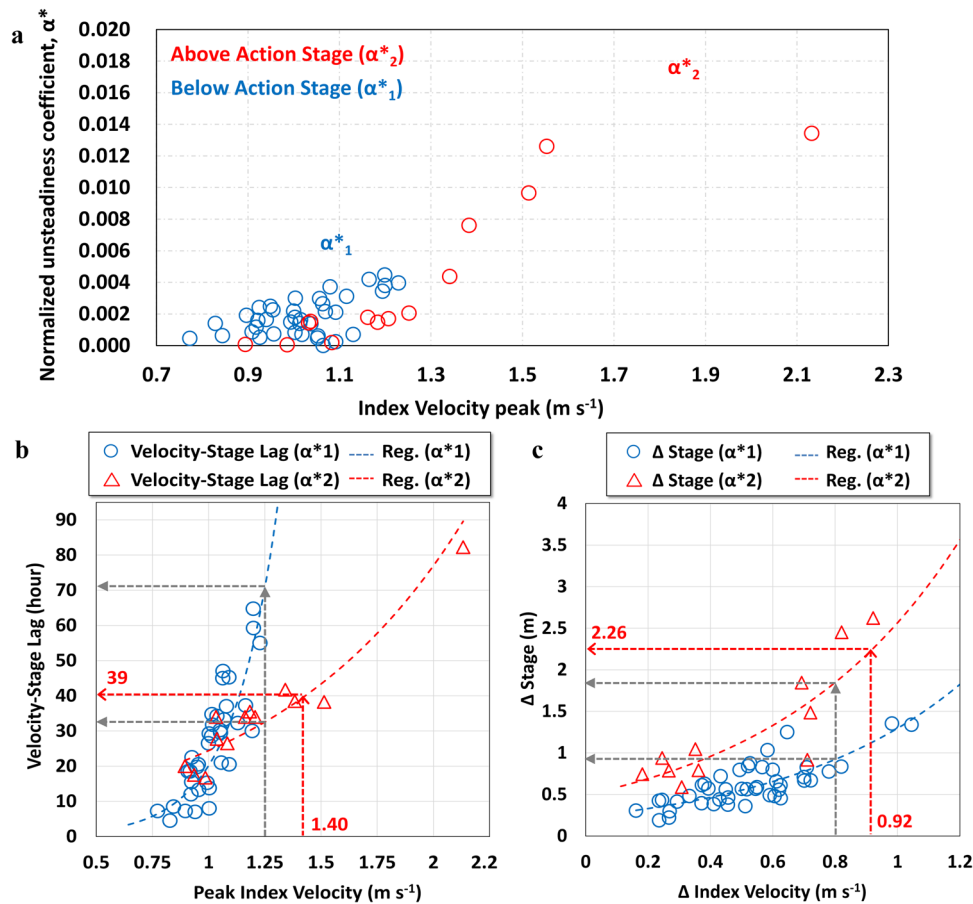 a
Normalized unsteadiness coefficient, α*
0.020
0.018
0.016
0.014
0.012
0.010
0.008
0.006
0.004
0.002
0.000
Above Action Stage (α*2)
Below Action Stage (α*1)
α*2
α*1
0.7 0.9 1.1 1.3 1.5 1.7 1.9 2.1 2.3
Index Velocity peak (m s-1)
b
Velocity-Stage Lag (α*1) Reg. (α*1)
Velocity-Stage Lag (α*2) Reg. (α*2)
Velocity-Stage Lag (hour)
90
80
70
60
50
40
30
20
10
0
39
1.40
0.5 0.75 1 1.25 1.5 1.75 2 2.2
Peak Index Velocity (m s-1)
c
Δ Stage (α*1) Reg. (α*1)
Δ Stage (α*2) Reg. (α*2)
Δ Stage (m)
4
3.5
3
2.5
2
1.5
1
0.5
0
2.26
0.92
0 0.2 0.4 0.6 0.8 1 1.2
Δ Index Velocity (m s-1)